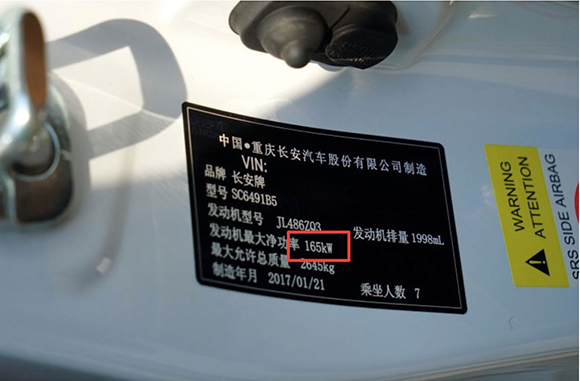 中国•重庆长安汽车股份有限公司制造
VIN:
品牌 长安牌
型号 SC6491B5
发动机型号 JL486ZQ3 发动机排量 1998mL
发动机最大净功率 165kW
最大允许总质量 2645kg
制造年月 2017/01/21 乘坐人数 7
WARNING
ATTENTION
SRS SIDE AIRBAG